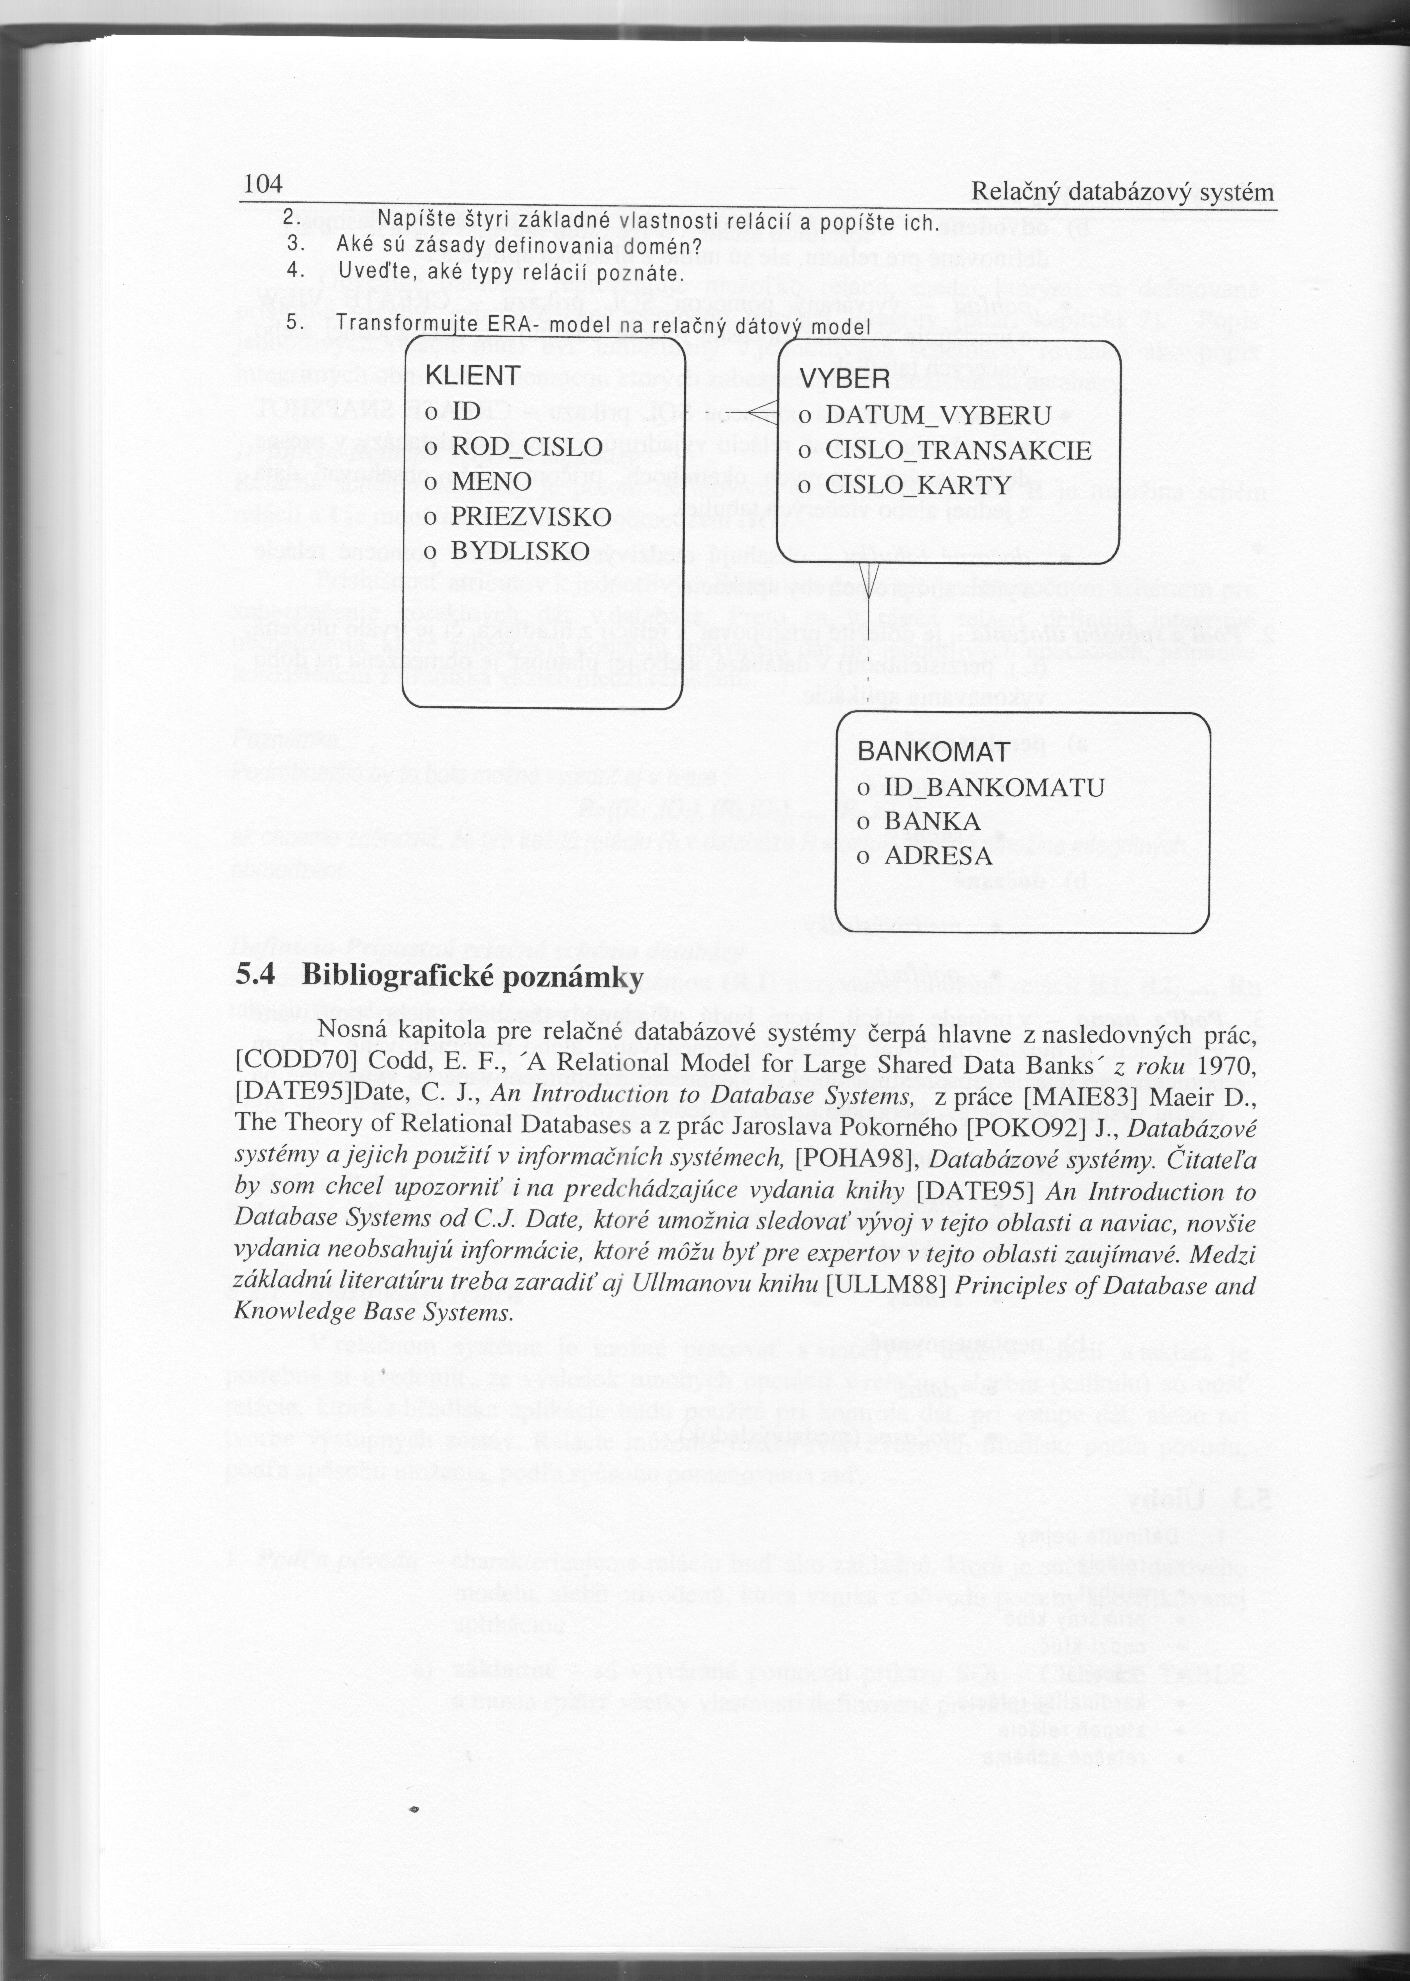 104
Relačný databázový systém
2. Napíšte štyri základné vlastnosti relácií a popíšte ich.
3. Aké sú zásady definovania domén?
4. Uveďte, aké typy relácií poznáte.
5. Transformujte ERA- model na relačný dátový model
KLIENT
o ID
o ROD_CISLO
o MENO
o PRIEZVISKO
o BYDLISKO
VYBER
o DATUM_VYBERU
o CISLO_TRANSAKCIE
o CISLO_KARTY
BANKOMAT
o ID_BANKOMATU
o BANKA
o ADRESA
5.4 Bibliografické poznámky
Nosná kapitola pre relačné databázové systémy čerpá hlavne z nasledovných prác,
[CODD70] Codd, E. F., ´A Relational Model for Large Shared Data Banks´ z roku 1970,
[DATE95]Date, C. J., An Introduction to Database Systems, z práce [MAIE83] Maeir D.,
The Theory of Relational Databases a z prác Jaroslava Pokorného [POKO92] J., Databázové
systémy a jejich použití v informačních systémech, [POHA98], Databázové systémy. Čitateľa
by som chcel upozorniť i na predchádzajúce vydania knihy [DATE95] An Introduction to
Database Systems od C.J. Date, ktoré umožnia sledovať vývoj v tejto oblasti a naviac, novšie
vydania neobsahujú informácie, ktoré môžu byť pre expertov v tejto oblasti zaujímavé. Medzi
základnú literatúru treba zaradiť aj Ullmanovu knihu [ULLM88] Principles of Database and
Knowledge Base Systems.